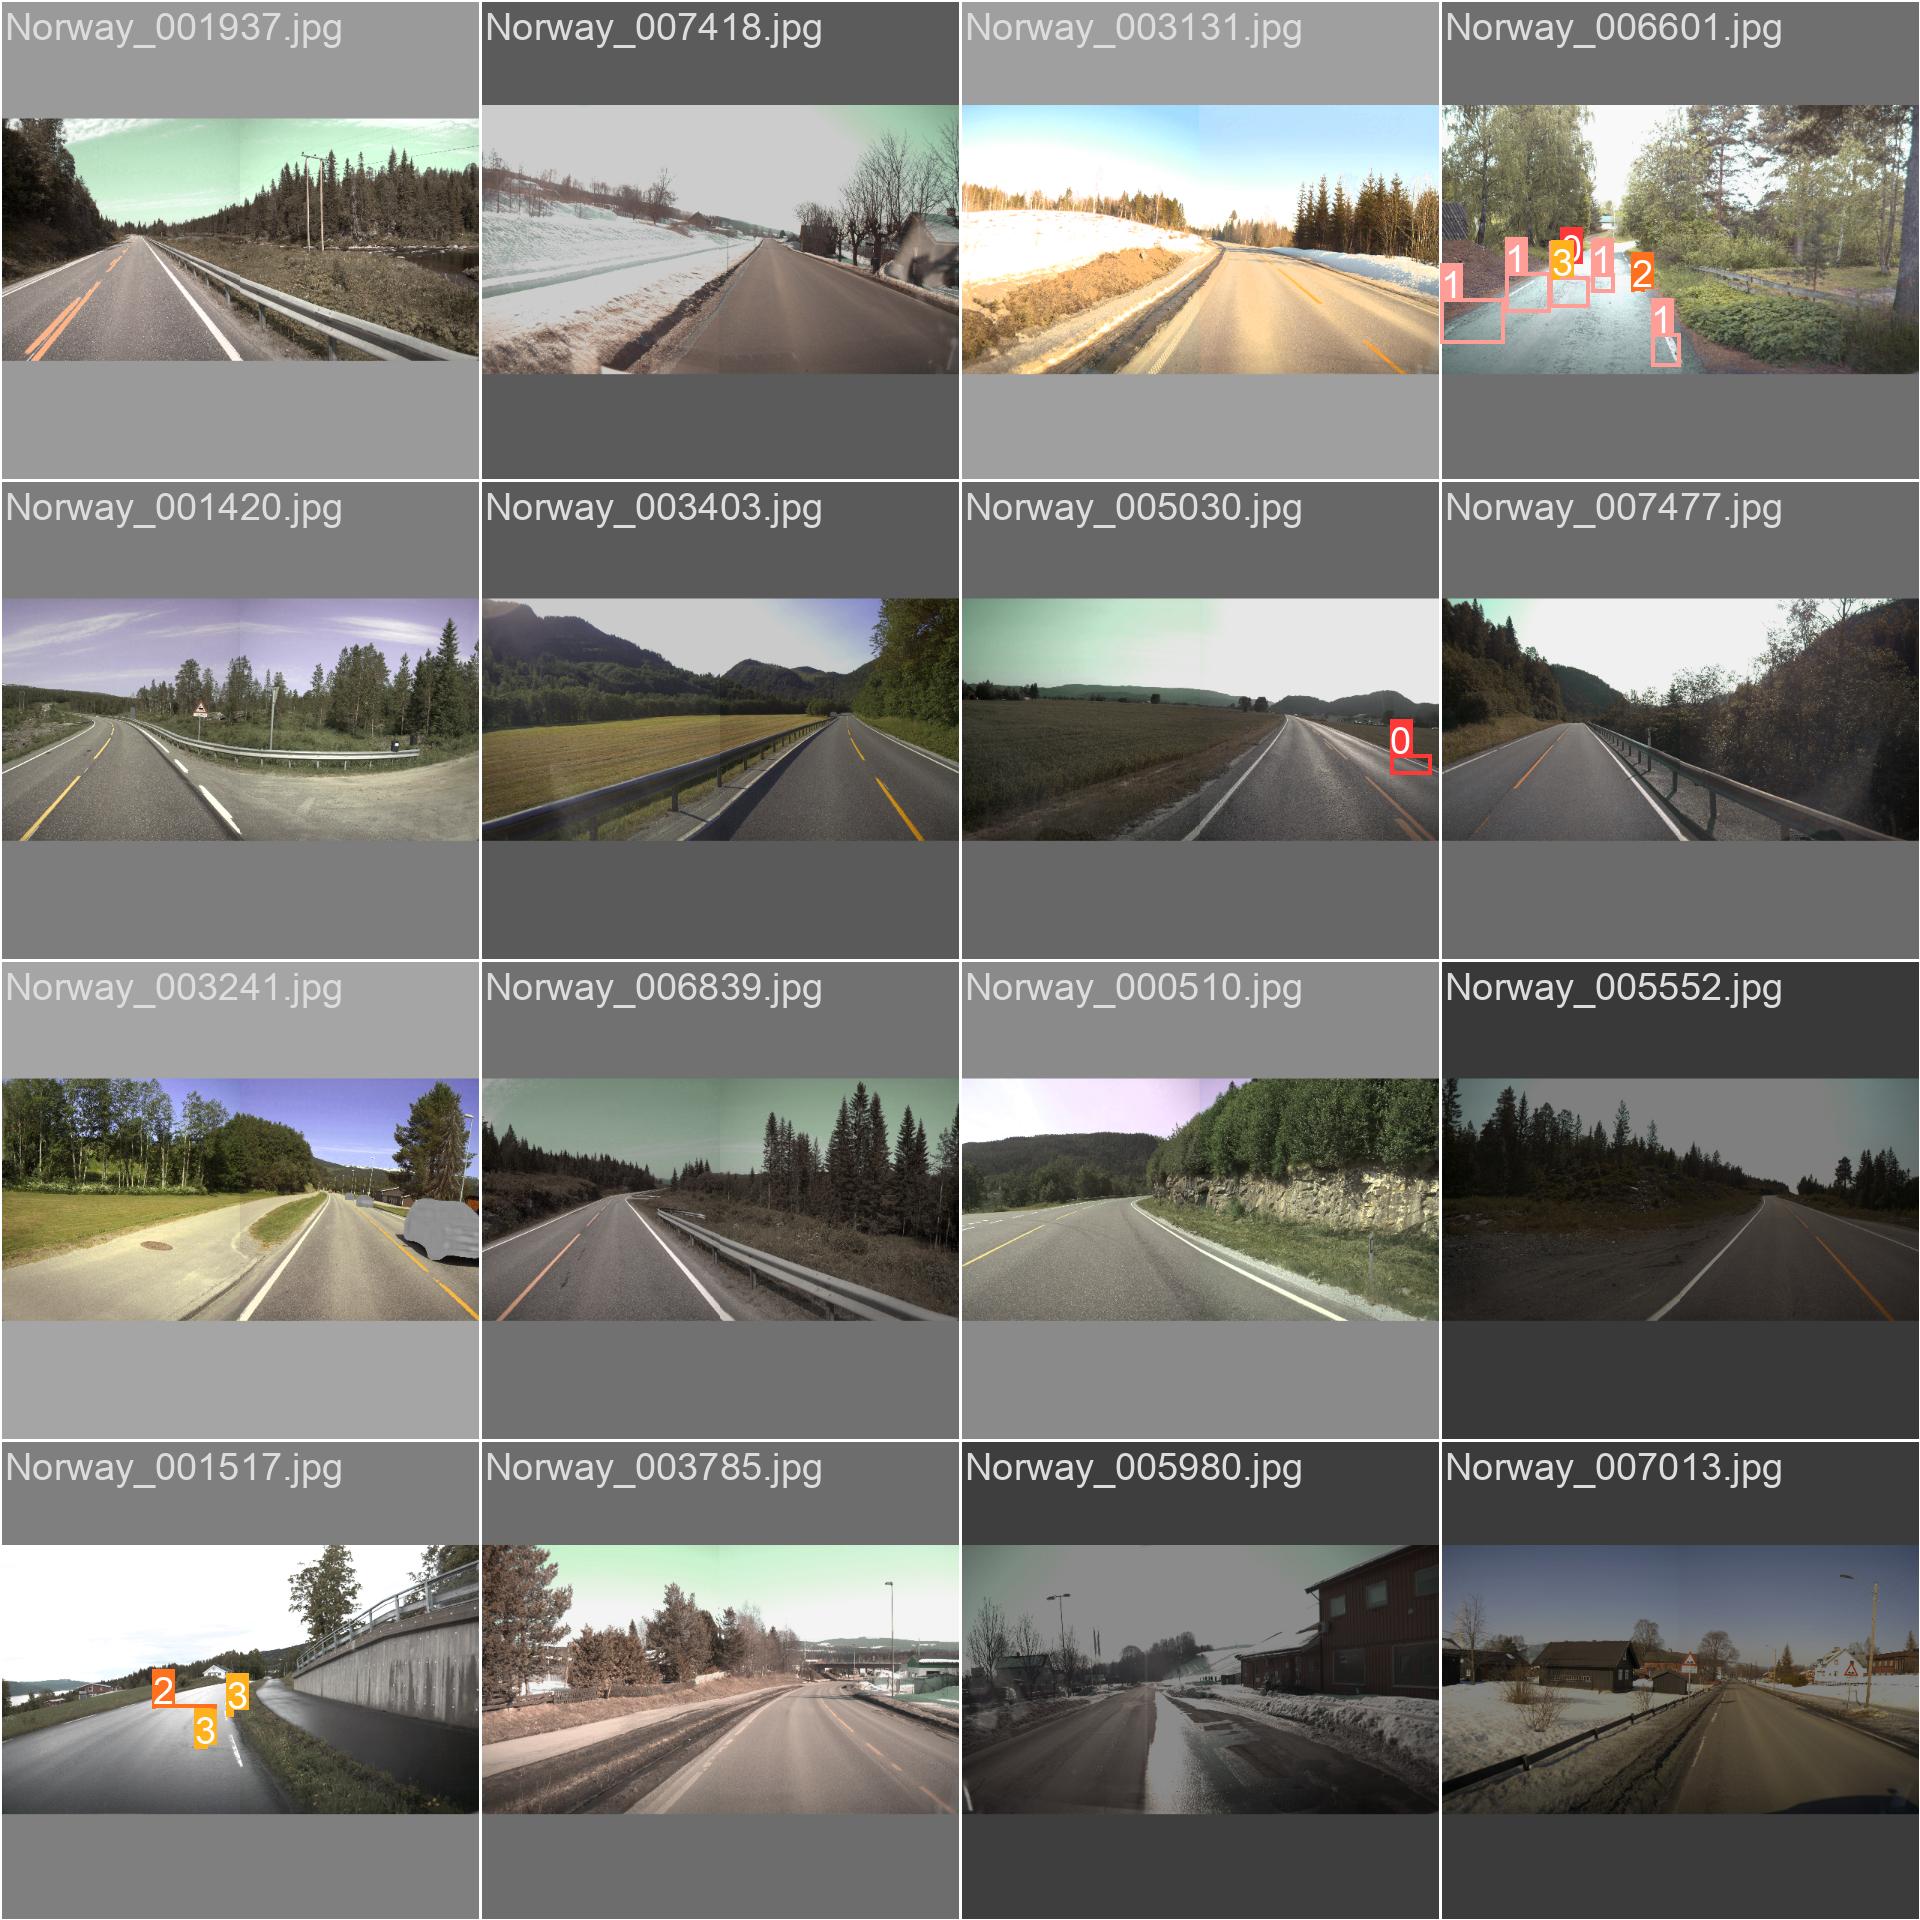 Norway_001937.jpg
Norway_007418.jpg
Norway_003131.jpg
Norway_006601.jpg
1
1
3
0
1
2
1
Norway_001420.jpg
Norway_003403.jpg
Norway_005030.jpg
Norway_007477.jpg
0
Norway_003241.jpg
Norway_006839.jpg
Norway_000510.jpg
Norway_005552.jpg
Norway_001517.jpg
Norway_003785.jpg
Norway_005980.jpg
Norway_007013.jpg
2
3
3